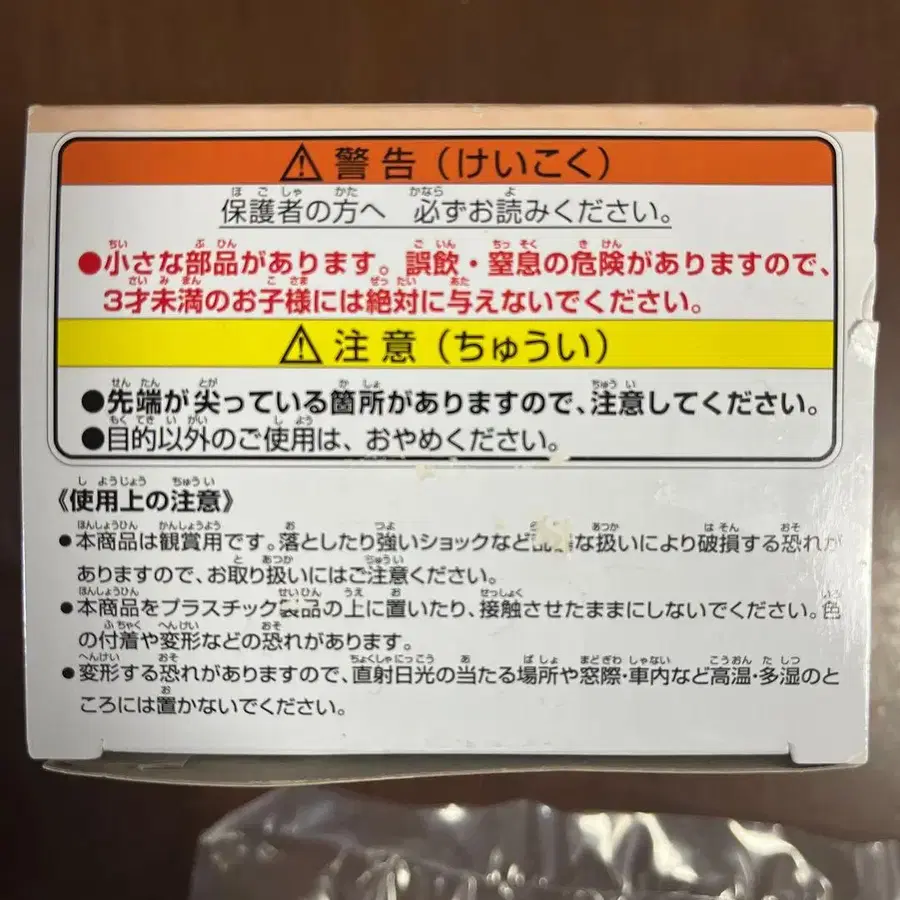 ⚠ 警告（けいこく）
保護者の方へ 必ずお読みください。
●小さな部品があります。誤飲・窒息の危険がありますので、
3才未満のお子様には絶対に与えないでください。
⚠ 注意（ちゅうい）
●先端が尖っている箇所がありますので、注意してください。
●目的以外のご使用は、おやめください。
《使用上の注意》
●本商品は観賞用です。落としたり強いショックなど な扱いにより破損する恐れが
ありますので、お取り扱いにはご注意ください。
●本商品をプラスチック製品の上に置いたり、接触させたままにしないでください。色
の付着や変形などの恐れがあります。
●変形する恐れがありますので、直射日光の当たる場所や窓際・車内など高温・多湿のと
ころには置かないでください。